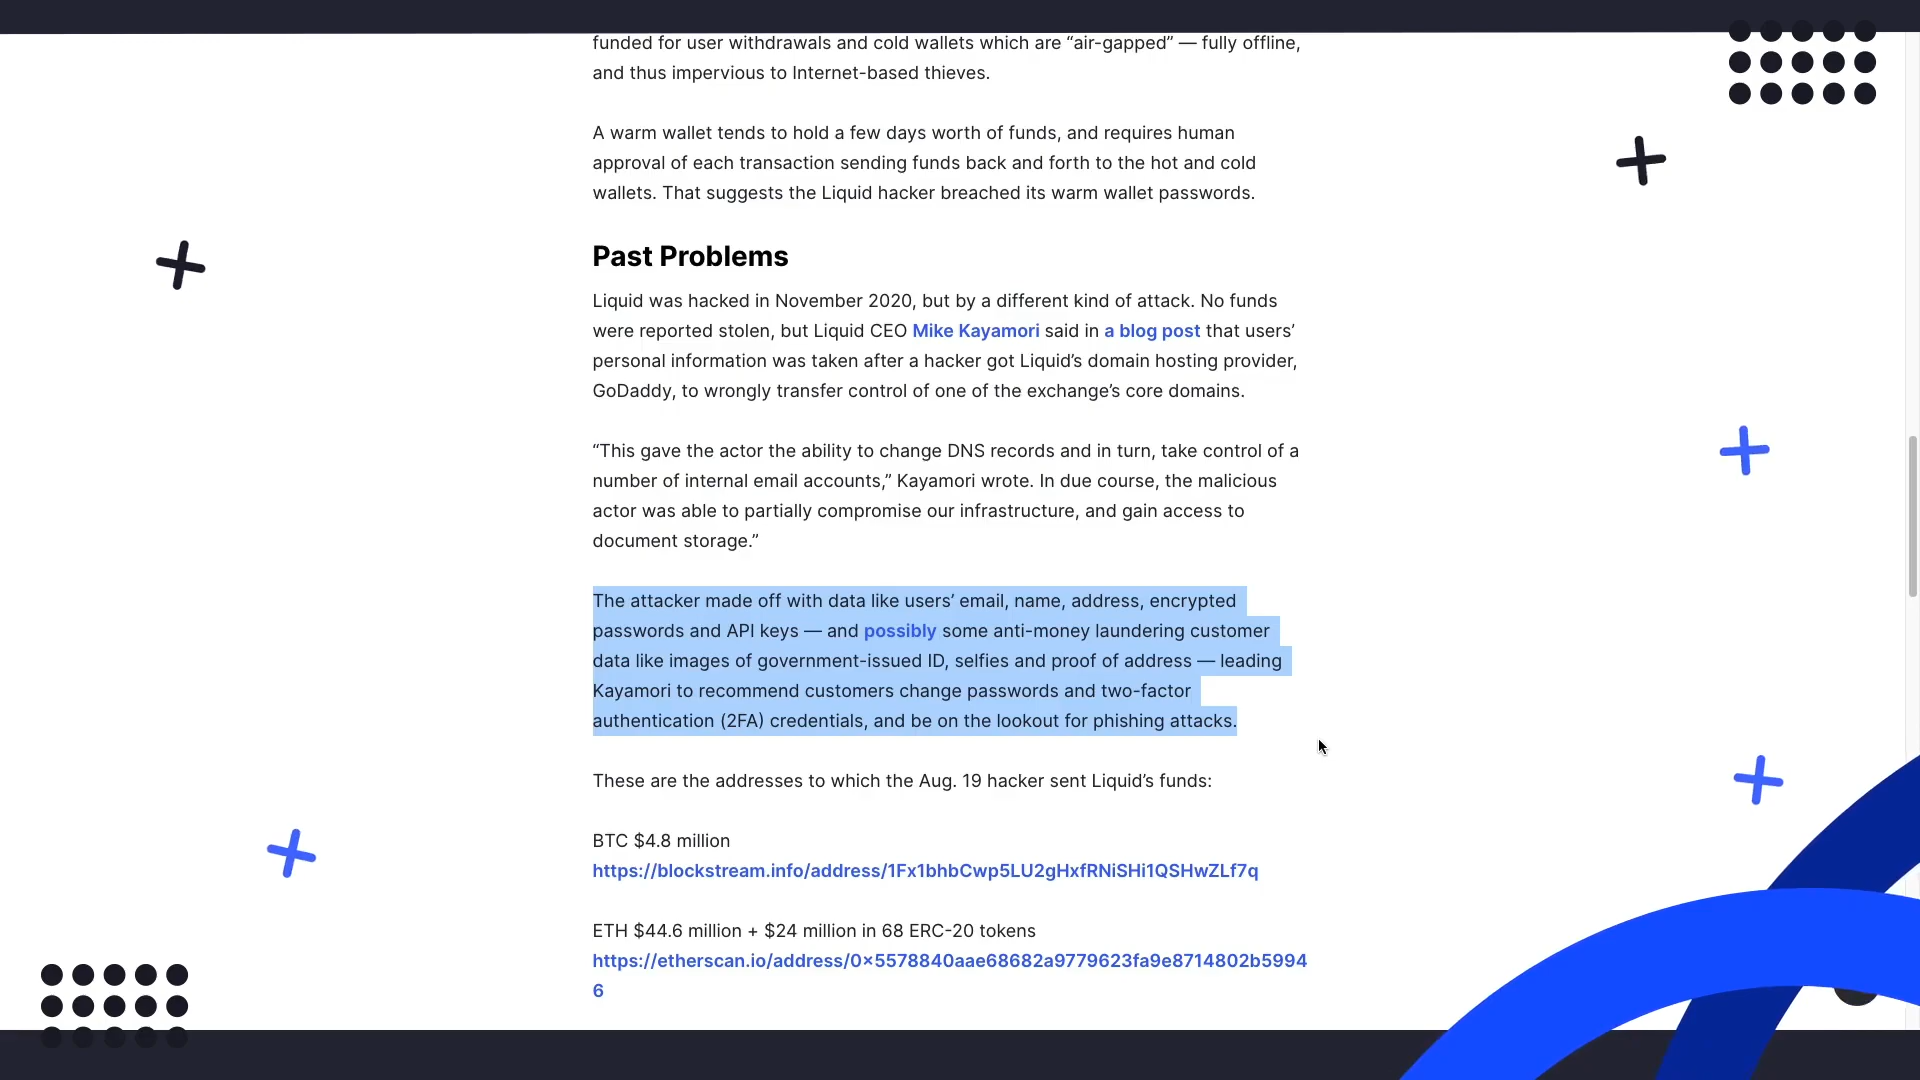 funded for user withdrawals and cold wallets which are “air-gapped” — fully offline,
and thus impervious to Internet-based thieves.
A warm wallet tends to hold a few days worth of funds, and requires human
approval of each transaction sending funds back and forth to the hot and cold
wallets. That suggests the Liquid hacker breached its warm wallet passwords.
Past Problems
Liquid was hacked in November 2020, but by a different kind of attack. No funds
were reported stolen, but Liquid CEO Mike Kayamori said in a blog post that users’
personal information was taken after a hacker got Liquid’s domain hosting provider,
GoDaddy, to wrongly transfer control of one of the exchange’s core domains.
“This gave the actor the ability to change DNS records and in turn, take control of a
number of internal email accounts,” Kayamori wrote. In due course, the malicious
actor was able to partially compromise our infrastructure, and gain access to
document storage.”
The attacker made off with data like users’ email, name, address, encrypted
passwords and API keys — and possibly some anti-money laundering customer
data like images of government-issued ID, selfies and proof of address — leading
Kayamori to recommend customers change passwords and two-factor
authentication (2FA) credentials, and be on the lookout for phishing attacks.
These are the addresses to which the Aug. 19 hacker sent Liquid’s funds:
BTC $4.8 million
https://blockstream.info/address/1Fx1bhbCwp5LU2gHxfRNiSHi1QSHwZLf7q
ETH $44.6 million + $24 million in 68 ERC-20 tokens
https://etherscan.io/address/0×5578840aae68682a9779623fa9e8714802b5994
6